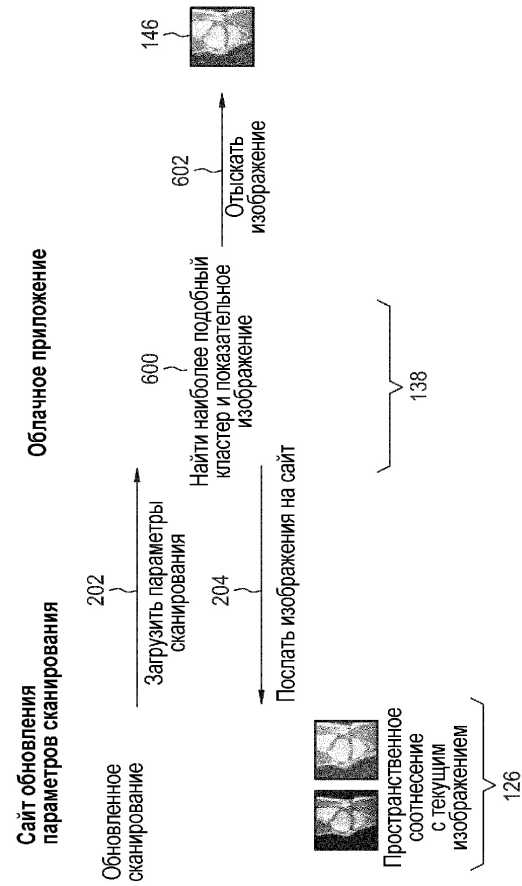 Сайт обновления
параметров сканирования
Облачное приложение
Обновленное
сканирование
202
Загрузить параметры
сканирования
600
Найти наиболее подобный
кластер и показательное
изображение
602
Отыскать
изображение
146
204
Послать изображения на сайт
Пространственное
соотнесение
с текущим
изображением
126
138